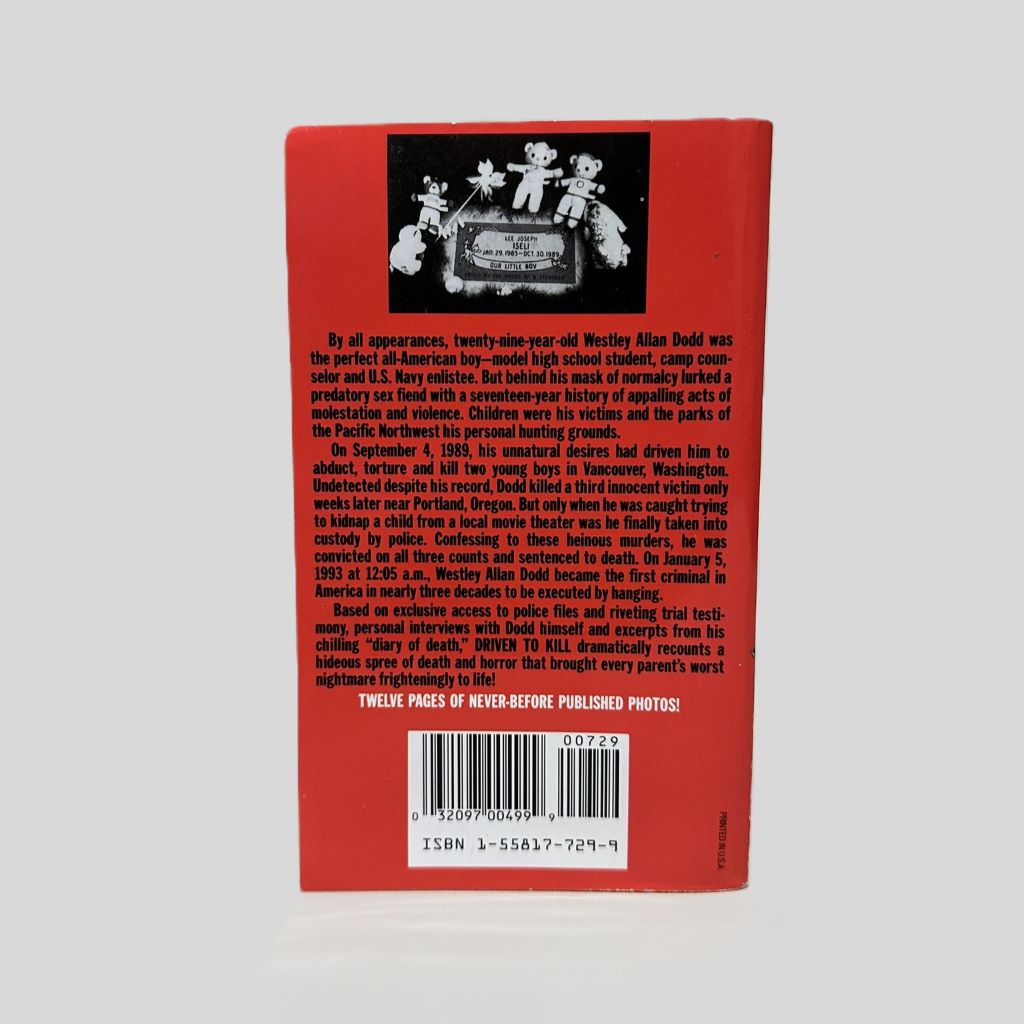 LEE JOSEPH
ISELI
JAN. 29, 1985–OCT. 30, 1989
OUR LITTLE BOY
By all appearances, twenty-nine-year-old Westley Allan Dodd was
the perfect all-American boy—model high school student, camp coun-
selor and U.S. Navy enlistee. But behind his mask of normalcy lurked a
predatory sex fiend with a seventeen-year history of appalling acts of
molestation and violence. Children were his victims and the parks of
the Pacific Northwest his personal hunting grounds.
On September 4, 1989, his unnatural desires had driven him to
abduct, torture and kill two young boys in Vancouver, Washington.
Undetected despite his record, Dodd killed a third innocent victim only
weeks later near Portland, Oregon. But only when he was caught trying
to kidnap a child from a local movie theater was he finally taken into
custody by police. Confessing to these heinous murders, he was
convicted on all three counts and sentenced to death. On January 5,
1993 at 12:05 a.m., Westley Allan Dodd became the first criminal in
America in nearly three decades to be executed by hanging.
Based on exclusive access to police files and riveting trial testi-
mony, personal interviews with Dodd himself and excerpts from his
chilling “diary of death,” DRIVEN TO KILL dramatically recounts a
hideous spree of death and horror that brought every parent’s worst
nightmare frighteningly to life!
TWELVE PAGES OF NEVER-BEFORE PUBLISHED PHOTOS!
00729
0 32097 00499 9
ISBN 1-55817-729-9
PRINTED IN U.S.A.